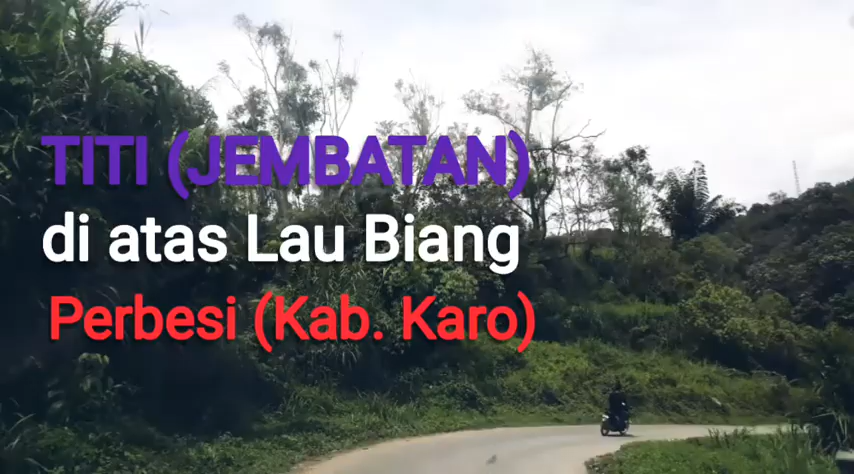 TITI (JEMBATAN)
di atas Lau Biang
Perbesi (Kab. Karo)